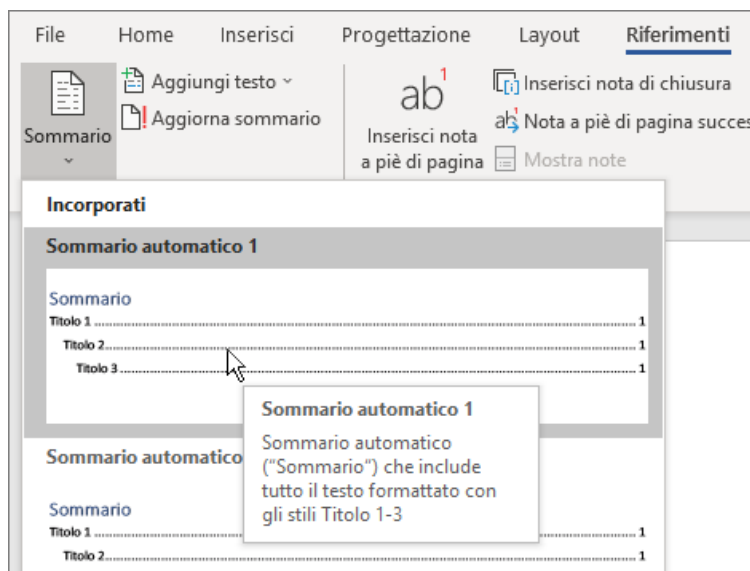 File Home Inserisci Progettazione Layout Riferimenti
Sommario
Aggiungi testo
Aggiorna sommario
ab1
Inserisci nota
a piè di pagina
Inserisci nota di chiusura
Nota a piè di pagina succes
Mostra note
Incorporati
Sommario automatico 1
Sommario
Titolo 1 ........ 1
Titolo 2 ........ 1
Titolo 3 ........ 1
Sommario automatico 1
Sommario automatico
("Sommario") che include
tutto il testo formattato con
gli stili Titolo 1-3
Sommario automatico
Sommario
Titolo 1 ........ 1
Titolo 2 ........ 1